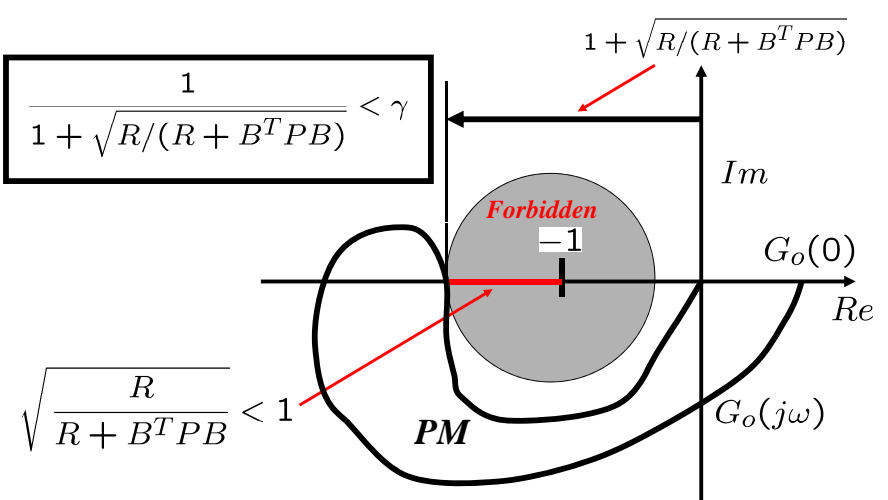 1 + √R/(R + B^T PB)
1 / (1 + √R/(R + B^T PB)) < γ
Im
Forbidden
−1
G_o(0)
Re
√(R / (R + B^T PB)) < 1
PM
G_o(jω)